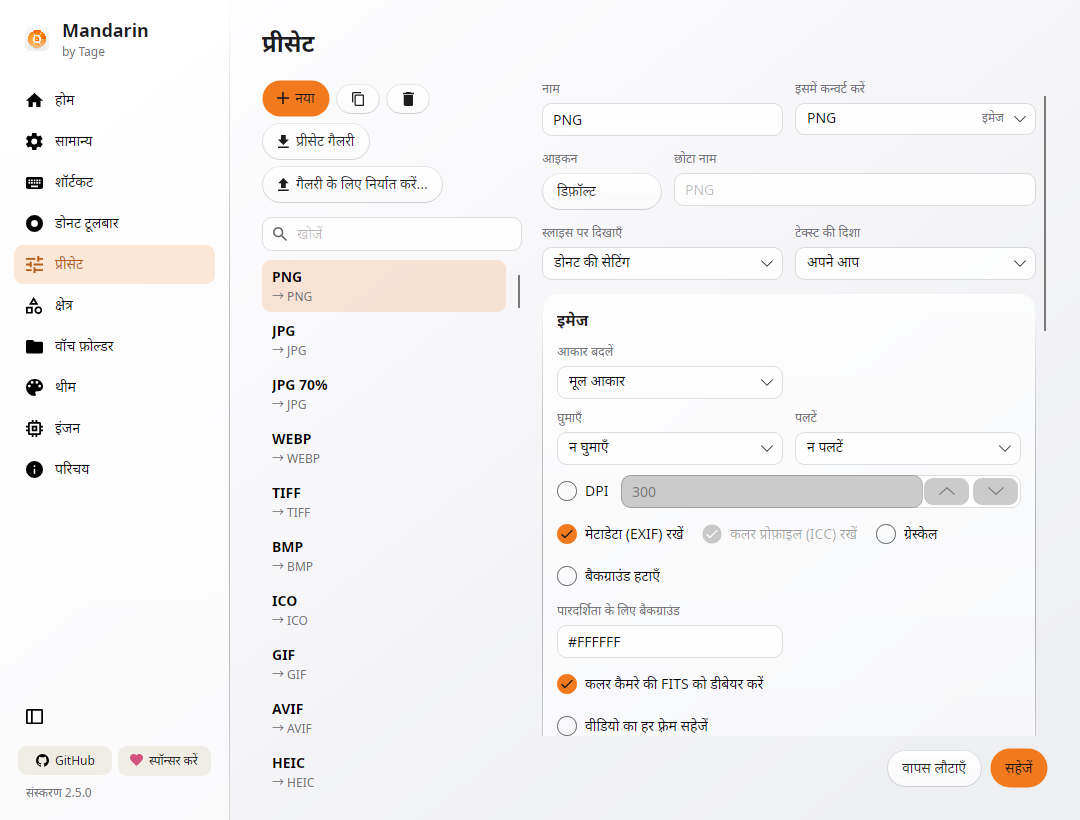 Mandarin
by Tage
होम
सामान्य
शॉर्टकट
डोनट टूलबार
प्रीसेट
क्षेत्र
वॉच फ़ोल्डर
थीम
इंजन
परिचय
GitHub
स्पॉन्सर करें
संस्करण 2.5.0
प्रीसेट
नया
प्रीसेट गैलरी
गैलरी के लिए निर्यात करें...
खोजें
PNG
→ PNG
JPG
→ JPG
JPG 70%
→ JPG
WEBP
→ WEBP
TIFF
→ TIFF
BMP
→ BMP
ICO
→ ICO
GIF
→ GIF
AVIF
→ AVIF
HEIC
→ HEIC
नाम
इसमें कन्वर्ट करें
PNG
PNG इमेज
आइकन
छोटा नाम
डिफ़ॉल्ट
PNG
स्लाइस पर दिखाएँ
टेक्स्ट की दिशा
डोनट की सेटिंग
अपने आप
इमेज
आकार बदलें
मूल आकार
घुमाएँ
पलटें
न घुमाएँ
न पलटें
DPI 300
मेटाडेटा (EXIF) रखें
कलर प्रोफ़ाइल (ICC) रखें
ग्रेस्केल
बैकग्राउंड हटाएँ
पारदर्शिता के लिए बैकग्राउंड
#FFFFFF
कलर कैमरे की FITS को डीबेयर करें
वीडियो का हर फ़्रेम सहेजें
वापस लौटाएँ
सहेजें